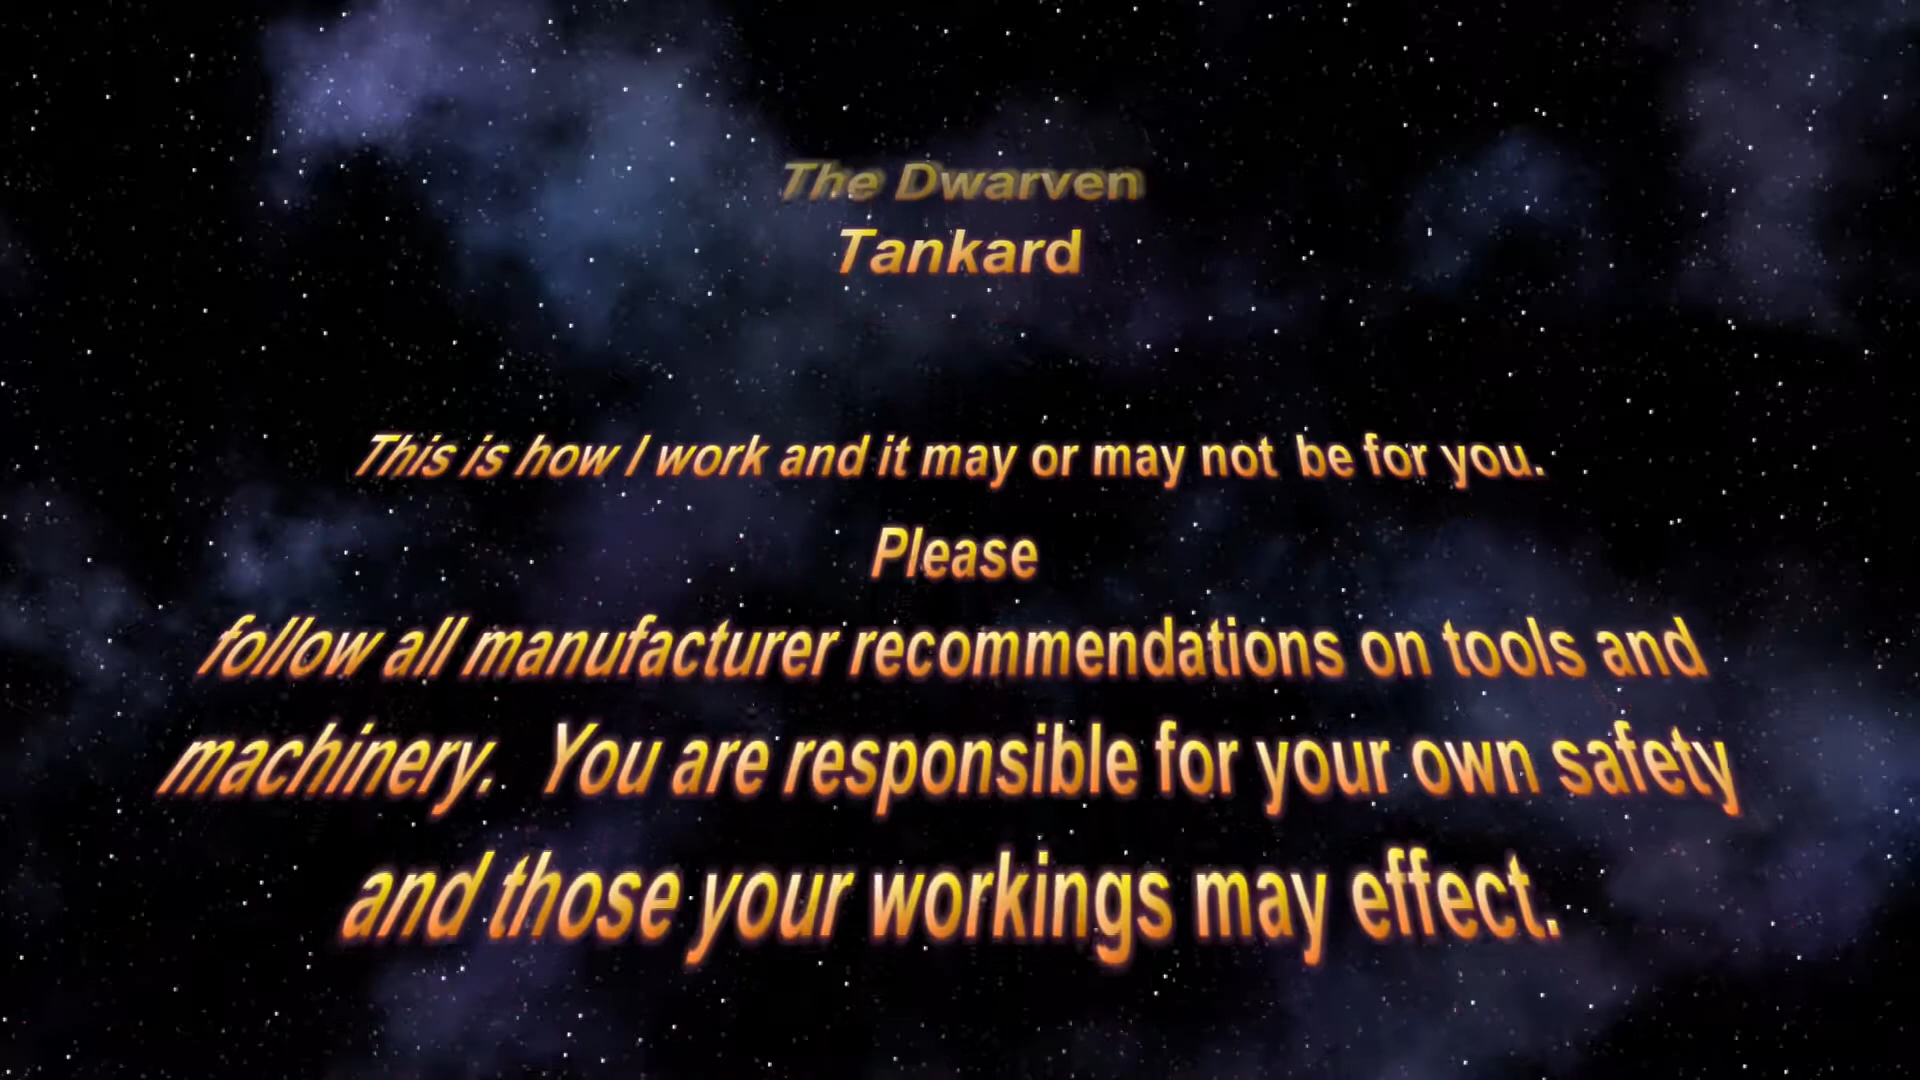 The Dwarven
Tankard
This is how I work and it may or may not be for you.
Please
follow all manufacturer recommendations on tools and
machinery. You are responsible for your own safety
and those your workings may effect.